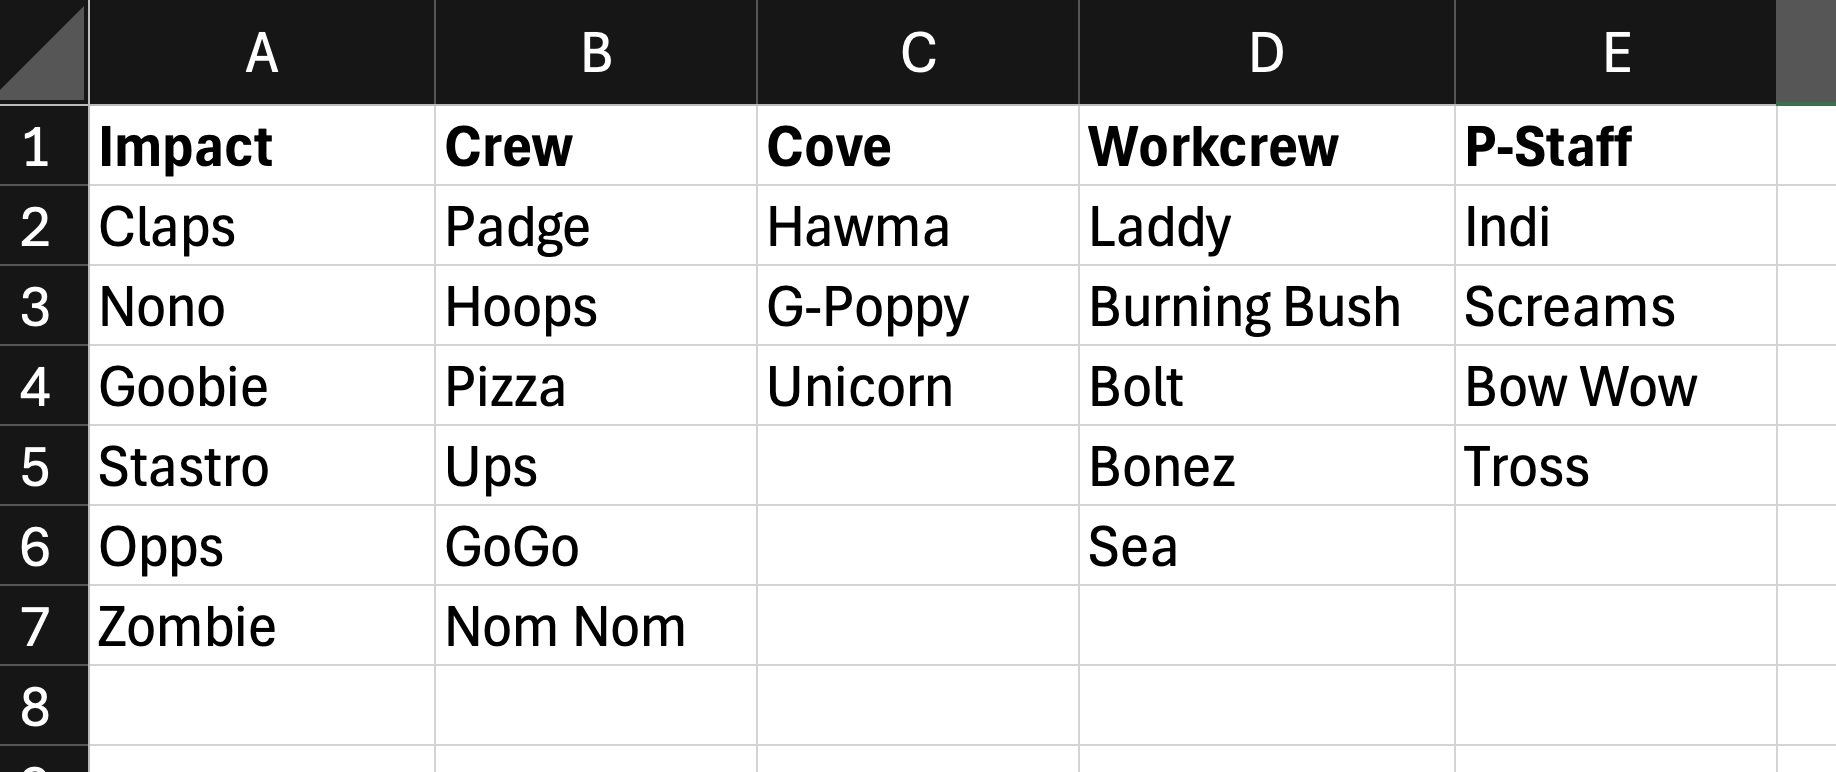 A B C D E
1 Impact Crew Cove Workcrew P-Staff
2 Claps Padge Hawma Laddy Indi
3 Nono Hoops G-Poppy Burning Bush Screams
4 Goobie Pizza Unicorn Bolt Bow Wow
5 Stastro Ups Bonez Tross
6 Opps GoGo Sea
7 Zombie Nom Nom
8